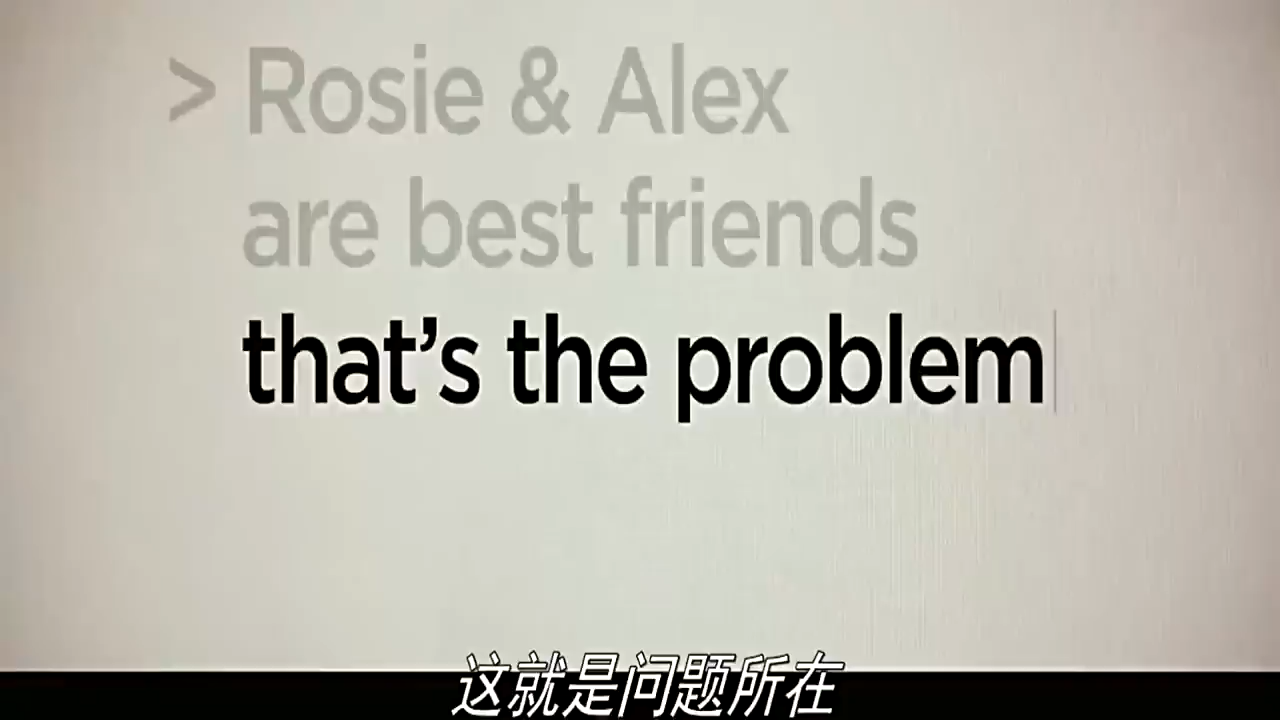 > Rosie & Alex
are best friends
that's the problem
这就是问题所在